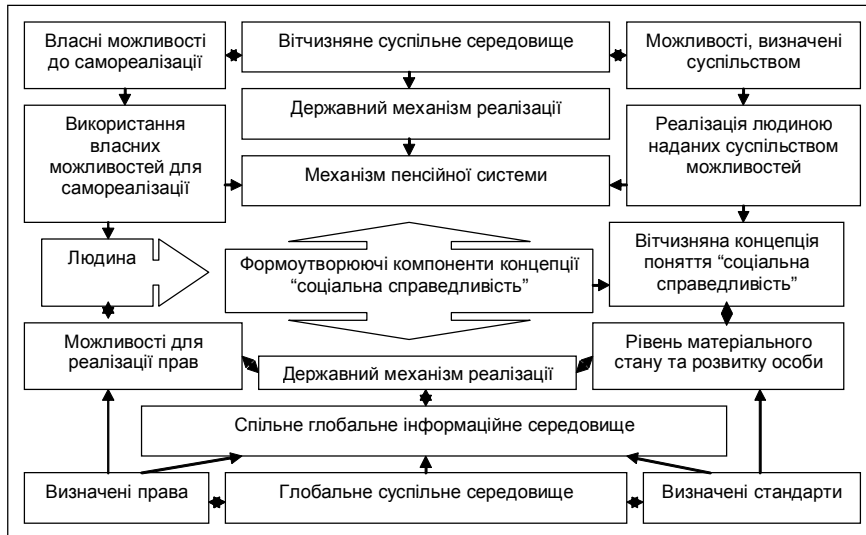 Власні можливості
до самореалізації
Вітчизняне суспільне середовище
Можливості, визначені
суспільством
Державний механізм реалізації
Використання
власних
можливостей для
самореалізації
Механізм пенсійної системи
Реалізація людиною
наданих суспільством
можливостей
Людина
Формоутворюючі компоненти концепції
“соціальна справедливість”
Вітчизняна концепція
поняття “соціальна
справедливість”
Можливості для
реалізації прав
Державний механізм реалізації
Рівень матеріального
стану та розвитку особи
Спільне глобальне інформаційне середовище
Визначені права
Глобальне суспільне середовище
Визначені стандарти